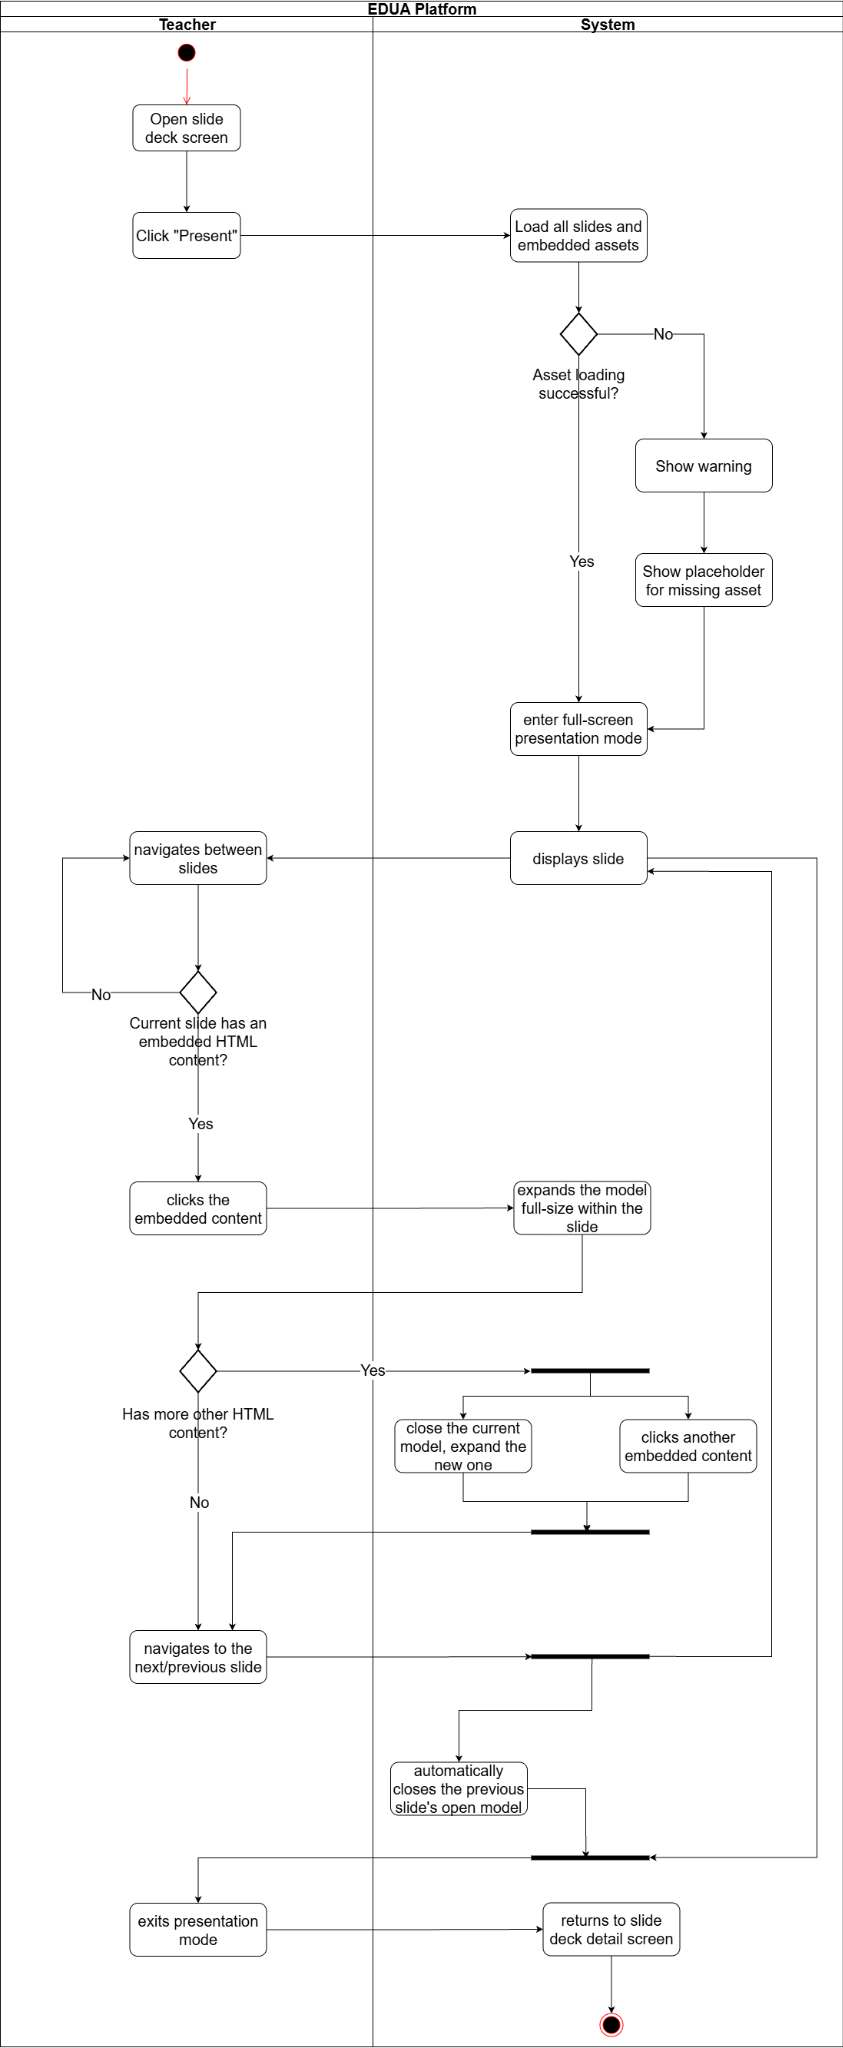 EDUA Platform
Teacher
System
Open slide
deck screen
Click "Present"
Load all slides and
embedded assets
No
Asset loading
successful?
Show warning
Yes
Show placeholder
for missing asset
enter full-screen
presentation mode
navigates between
slides
displays slide
No
Current slide has an
embedded HTML
content?
Yes
clicks the
embedded content
expands the model
full-size within the
slide
Yes
Has more other HTML
content?
close the current
model, expand the
new one
clicks another
embedded content
No
navigates to the
next/previous slide
automatically
closes the previous
slide's open model
exits presentation
mode
returns to slide
deck detail screen